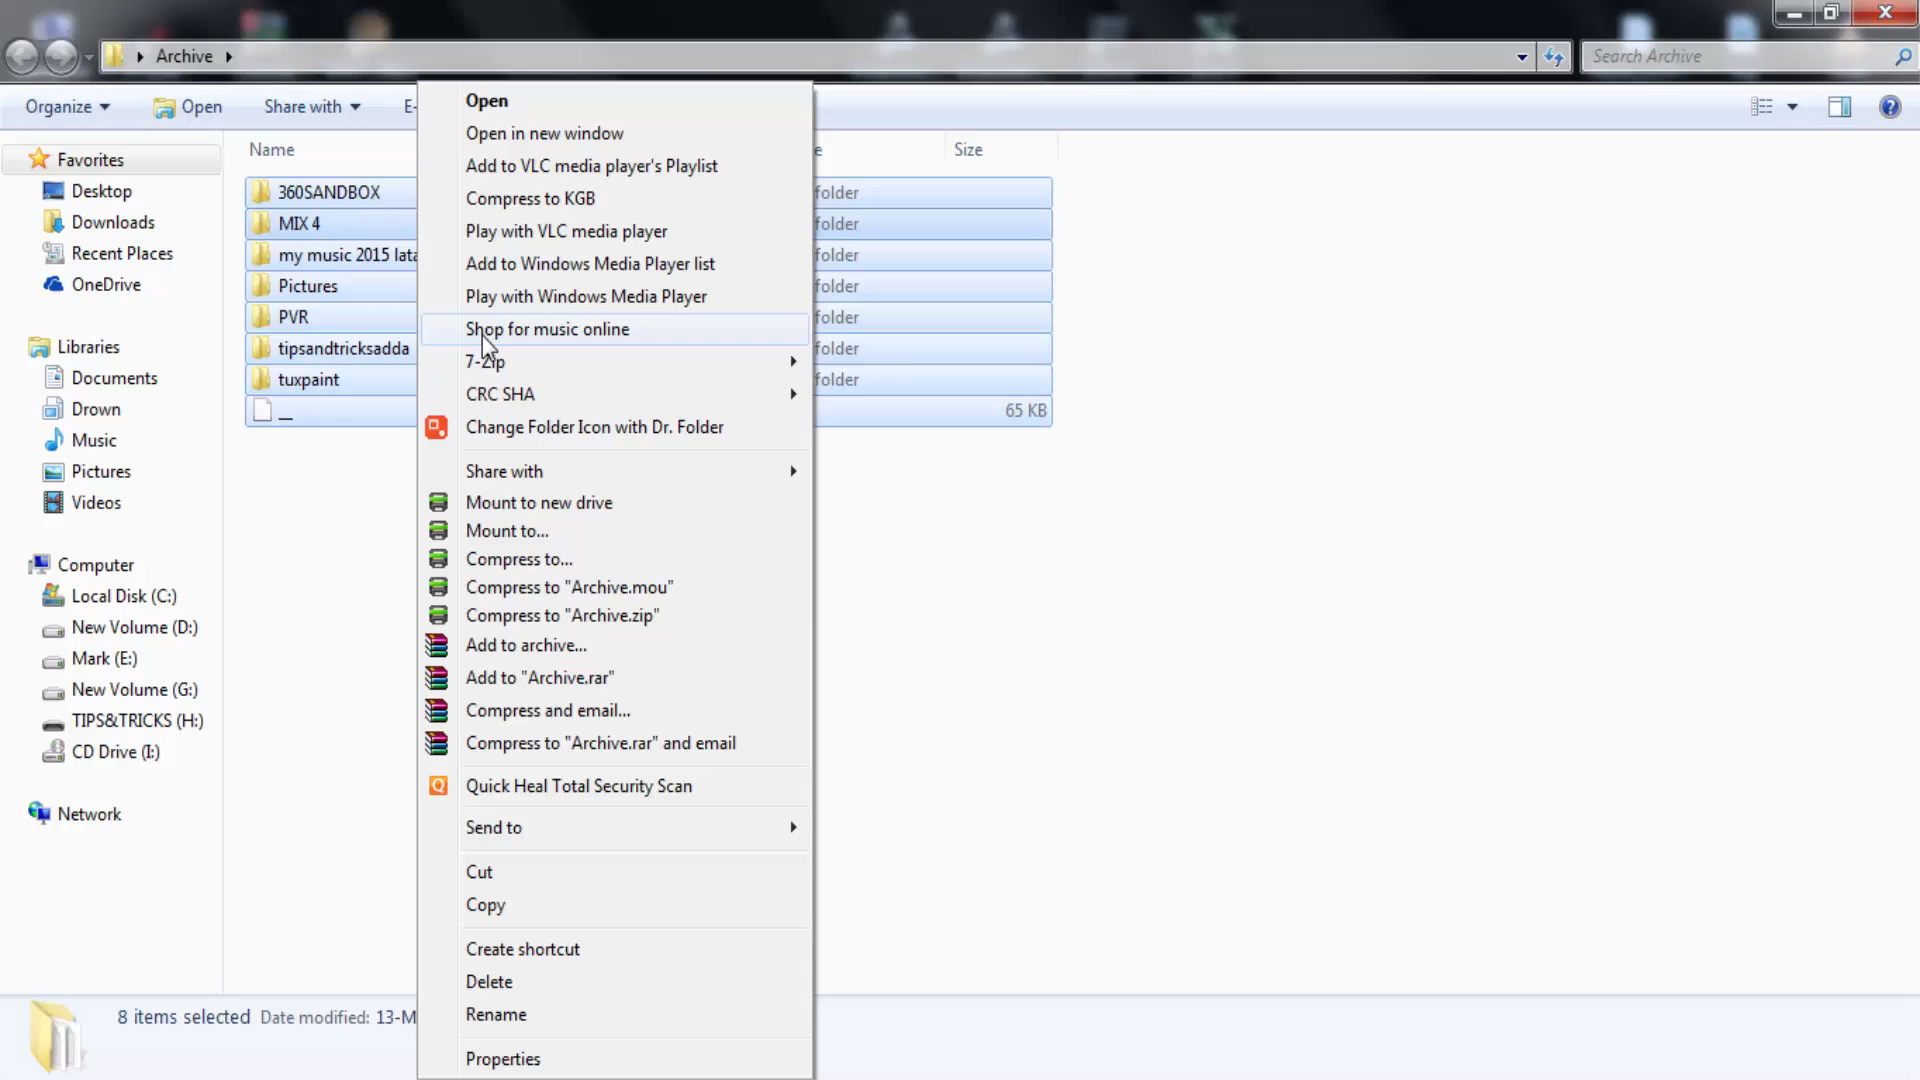 Archive
Search Archive
Organize
Open
Share with
E-
Favorites
Desktop
Downloads
Recent Places
OneDrive
Libraries
Documents
Drown
Music
Pictures
Videos
Computer
Local Disk (C:)
New Volume (D:)
Mark (E:)
New Volume (G:)
TIPS&TRICKS (H:)
CD Drive (I:)
Network
Name
e
Size
360SANDBOX
folder
MIX 4
folder
my music 2015 lata
folder
Pictures
folder
PVR
folder
tipsandtricksadda
folder
tuxpaint
folder
__
65 KB
Open
Open in new window
Add to VLC media player's Playlist
Compress to KGB
Play with VLC media player
Add to Windows Media Player list
Play with Windows Media Player
Shop for music online
7-Zip
CRC SHA
Change Folder Icon with Dr. Folder
Share with
Mount to new drive
Mount to...
Compress to...
Compress to "Archive.mou"
Compress to "Archive.zip"
Add to archive...
Add to "Archive.rar"
Compress and email...
Compress to "Archive.rar" and email
Quick Heal Total Security Scan
Send to
Cut
Copy
Create shortcut
Delete
Rename
Properties
8 items selected Date modified: 13-M